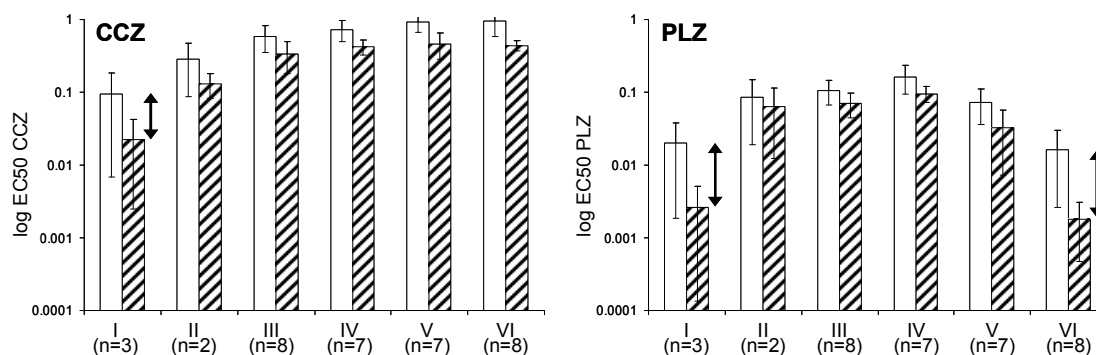 CCZ
log EC50 CCZ
1
0.1
0.01
0.001
0.0001
I II III IV V VI
(n=3) (n=2) (n=8) (n=7) (n=7) (n=8)
PLZ
log EC50 PLZ
1
0.1
0.01
0.001
0.0001
I II III IV V VI
(n=3) (n=2) (n=8) (n=7) (n=7) (n=8)